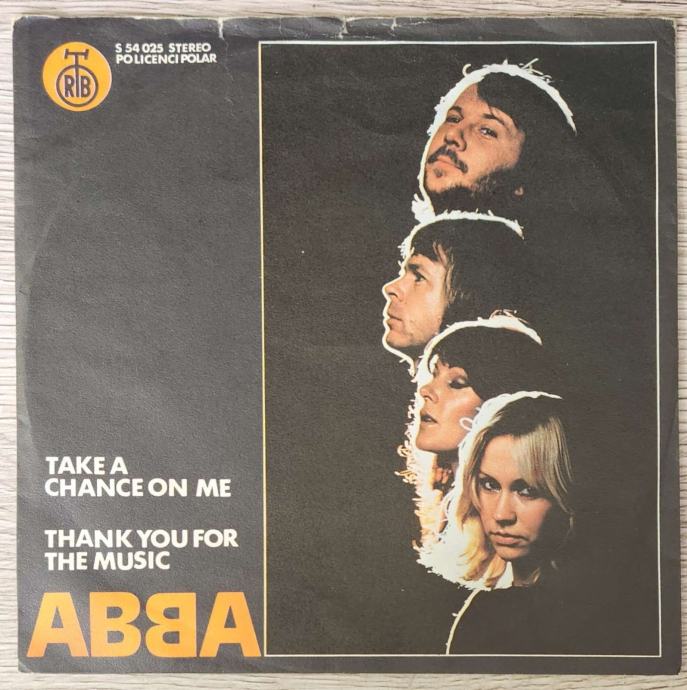 RTB
S 54 025 STEREO
PO LICENCI POLAR
TAKE A
CHANCE ON ME
THANK YOU FOR
THE MUSIC
ABBA